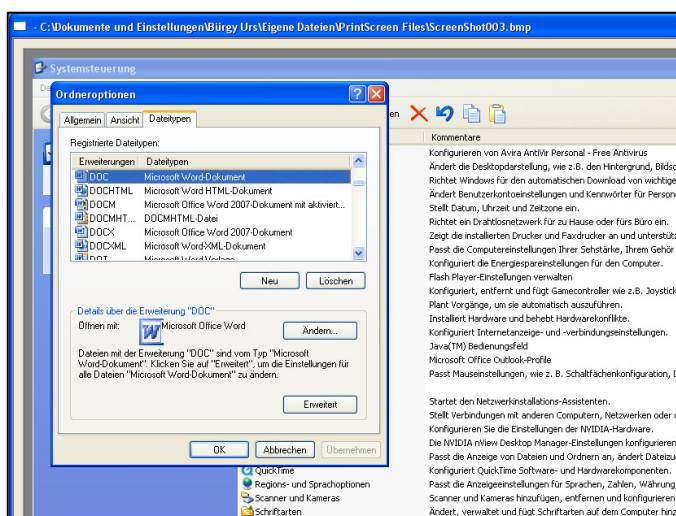 - C:\Dokumente und Einstellungen\Bürgy Urs\Eigene Dateien\PrintScreen Files\ScreenShot003.bmp
Systemsteuerung
Ordneroptionen
Allgemein Ansicht Dateitypen
Registrierte Dateitypen:
Erweiterungen Dateitypen
DOC Microsoft Word-Dokument
DOCHTML Microsoft Word HTML-Dokument
DOCM Microsoft Office Word 2007-Dokument mit aktiviert...
DOCMHT... DOCMHTML-Datei
DOCX Microsoft Office Word 2007-Dokument
DOCXML Microsoft Word-XML-Dokument
DOT Microsoft Word-Vorlage
Neu Löschen
Details über die Erweiterung "DOC"
Öffnen mit: Microsoft Office Word Ändern...
Dateien mit der Erweiterung "DOC" sind vom Typ "Microsoft
Word-Dokument". Klicken Sie auf "Erweitert", um die Einstellungen für
alle Dateien "Microsoft Word-Dokument" zu ändern.
Erweitert
OK Abbrechen Übernehmen
QuickTime
Regions- und Sprachoptionen
Scanner und Kameras
Schriftarten
en
Kommentare
Konfigurieren von Avira AntiVir Personal - Free Antivirus
Ändert die Desktopdarstellung, wie z.B. den Hintergrund, Bildsc
Richtet Windows für den automatischen Download von wichtige
Ändert Benutzerkontoeinstellungen und Kennwörter für Person
Stellt Datum, Uhrzeit und Zeitzone ein.
Richtet ein Drahtlosnetzwerk für zu Hause oder fürs Büro ein.
Zeigt die installierten Drucker und Faxdrucker an und unterstütz
Passt die Computereinstellungen Ihrer Sehstärke, Ihrem Gehör
Konfiguriert die Energiespareinstellungen für den Computer.
Flash Player-Einstellungen verwalten
Konfiguriert, entfernt und fügt Gamecontroller wie z.B. Joystick
Plant Vorgänge, um sie automatisch auszuführen.
Installiert Hardware und behebt Hardwarekonflikte.
Konfiguriert Internetanzeige- und -verbindungseinstellungen.
Java(TM) Bedienungsfeld
Microsoft Office Outlook-Profile
Passt Mauseinstellungen, wie z. B. Schaltfächenkonfiguration, D
Startet den Netzwerkinstallations-Assistenten.
Stellt Verbindungen mit anderen Computern, Netzwerken oder
Konfigurieren Sie die Einstellungen der NVIDIA-Hardware.
Die NVIDIA nView Desktop Manager-Einstellungen konfigurieren
Passt die Anzeige von Dateien und Ordnern an, ändert Dateizu
Konfiguriert QuickTime Software- und Hardwarekomponenten.
Passt die Anzeigeeinstellungen für Sprachen, Zahlen, Währung,
Scanner und Kameras hinzufügen, entfernen und konfigurieren
Ändert, verwaltet und fügt Schriftarten auf dem Computer hinz